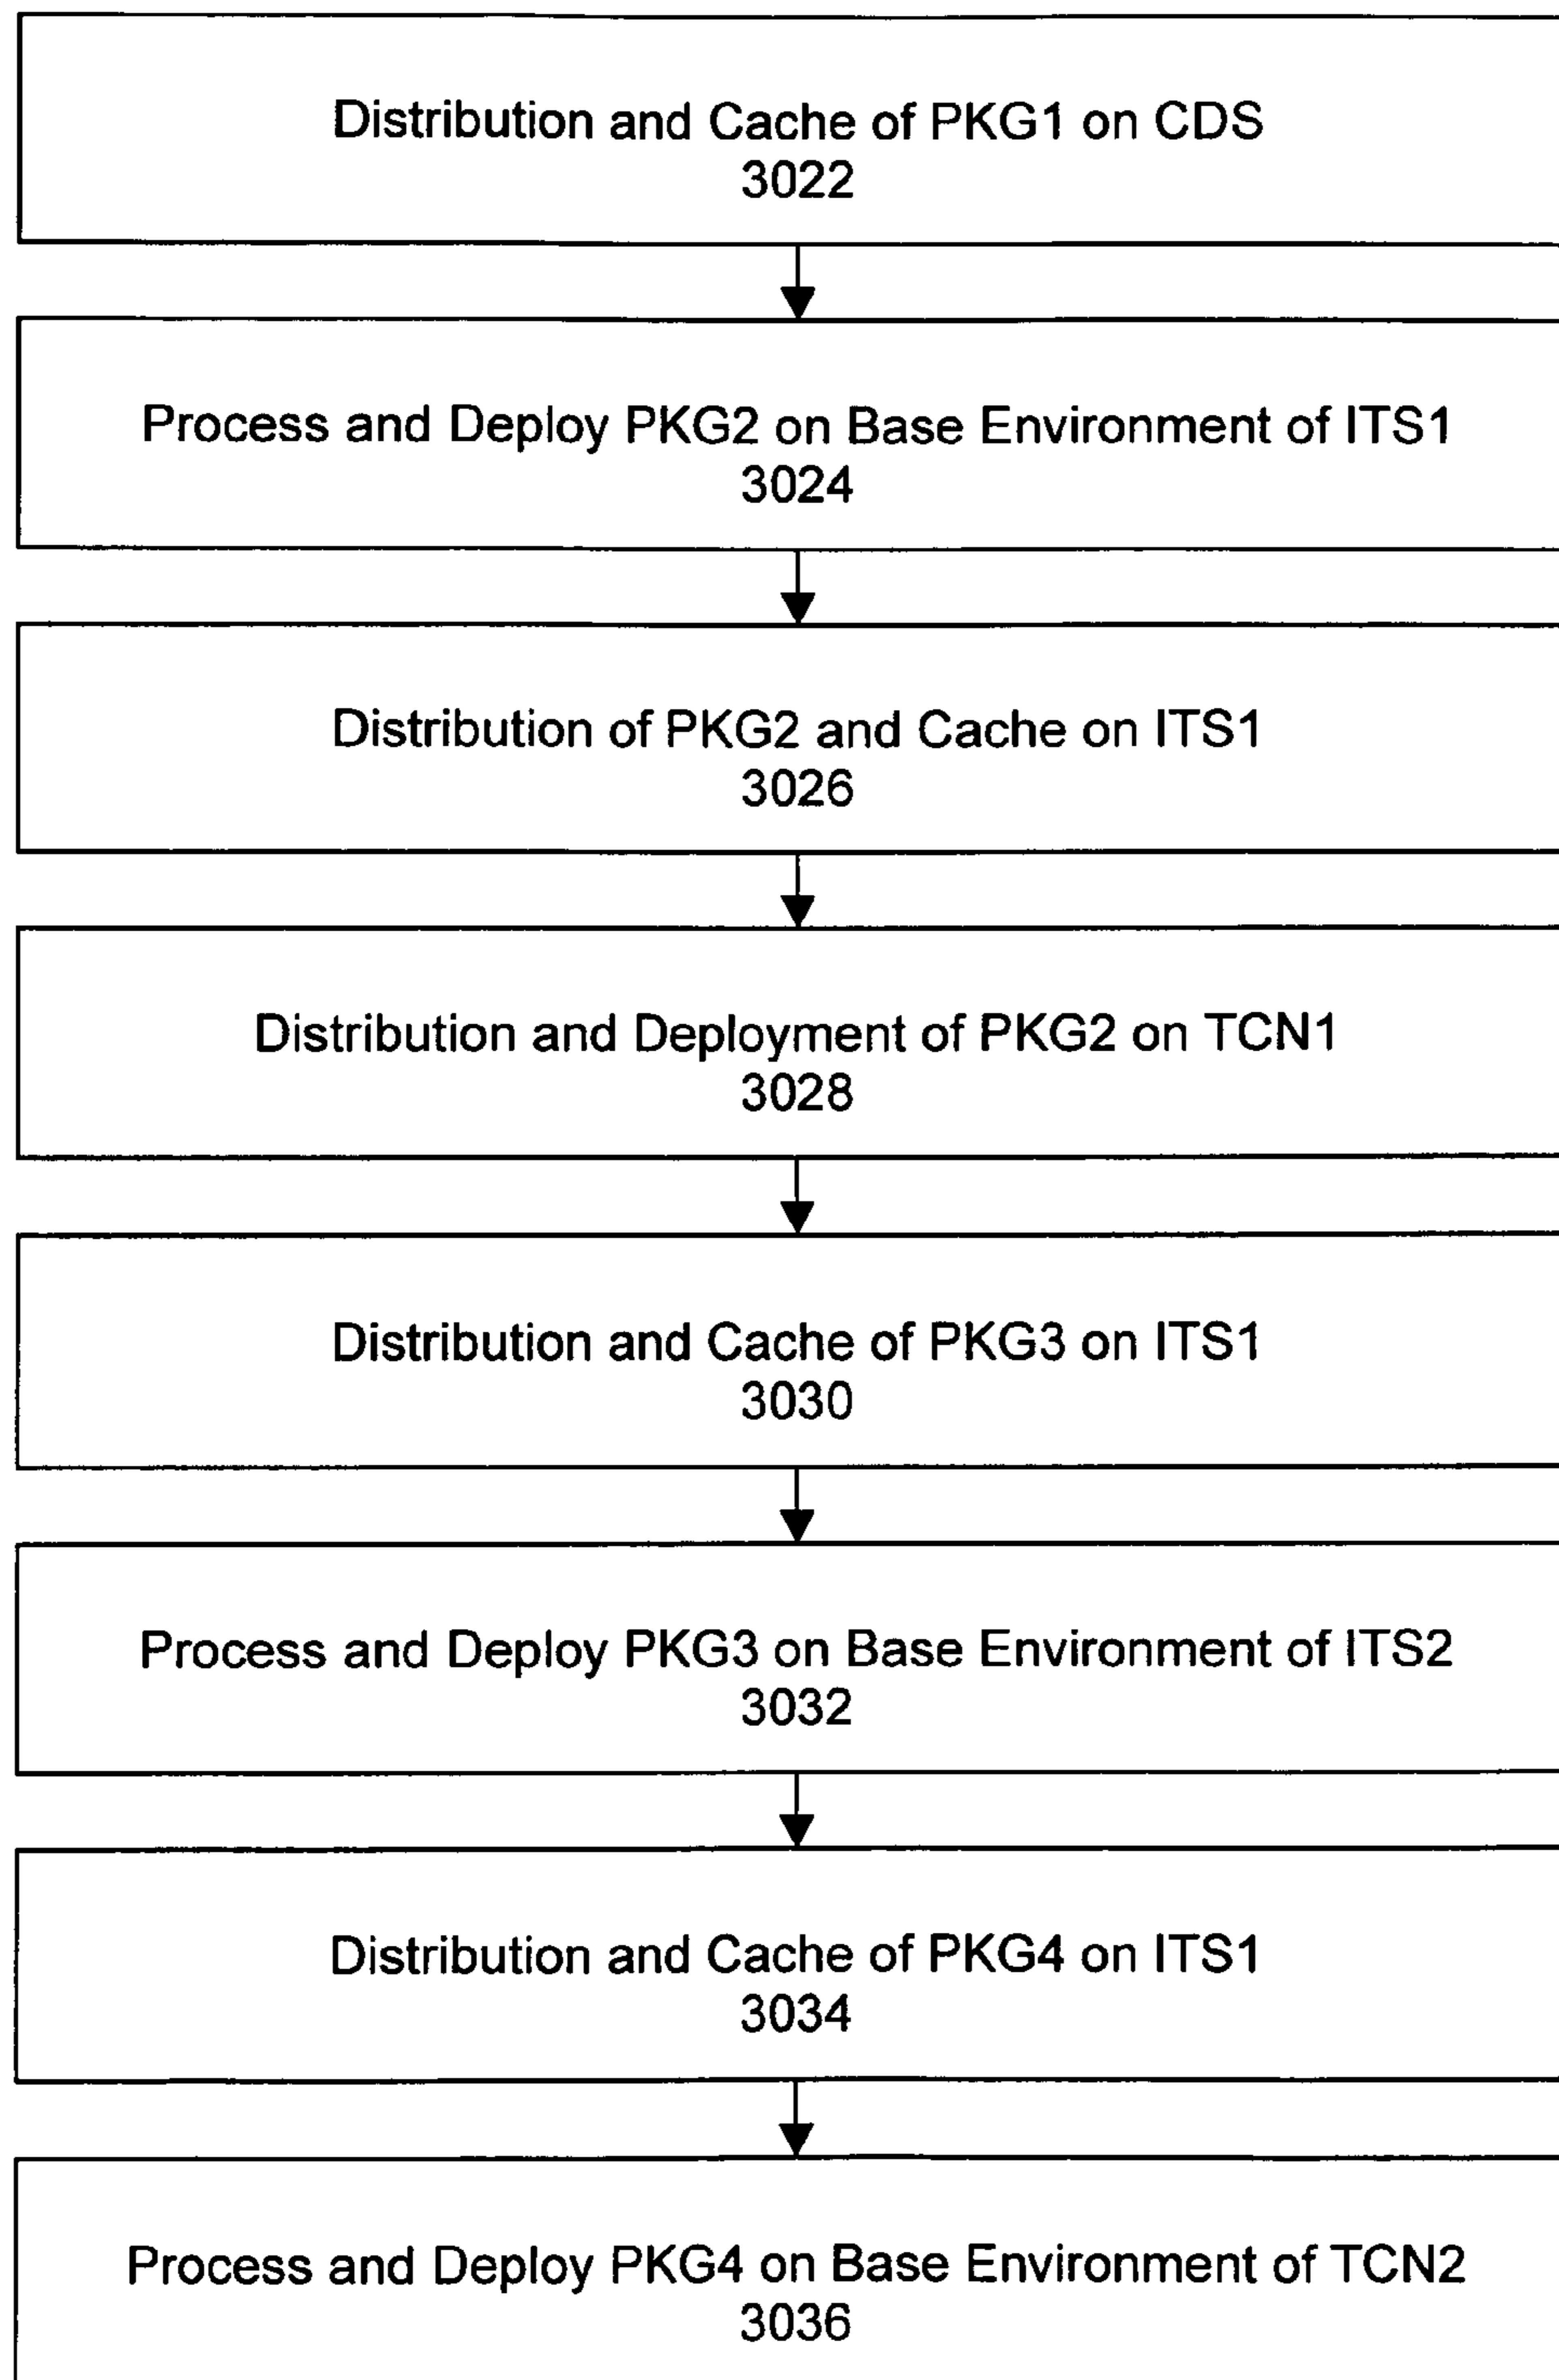 Distribution and Cache of PKG1 on CDS
3022
Process and Deploy PKG2 on Base Environment of ITS1
3024
Distribution of PKG2 and Cache on ITS1
3026
Distribution and Deployment of PKG2 on TCN1
3028
Distribution and Cache of PKG3 on ITS1
3030
Process and Deploy PKG3 on Base Environment of ITS2
3032
Distribution and Cache of PKG4 on ITS1
3034
Process and Deploy PKG4 on Base Environment of TCN2
3036